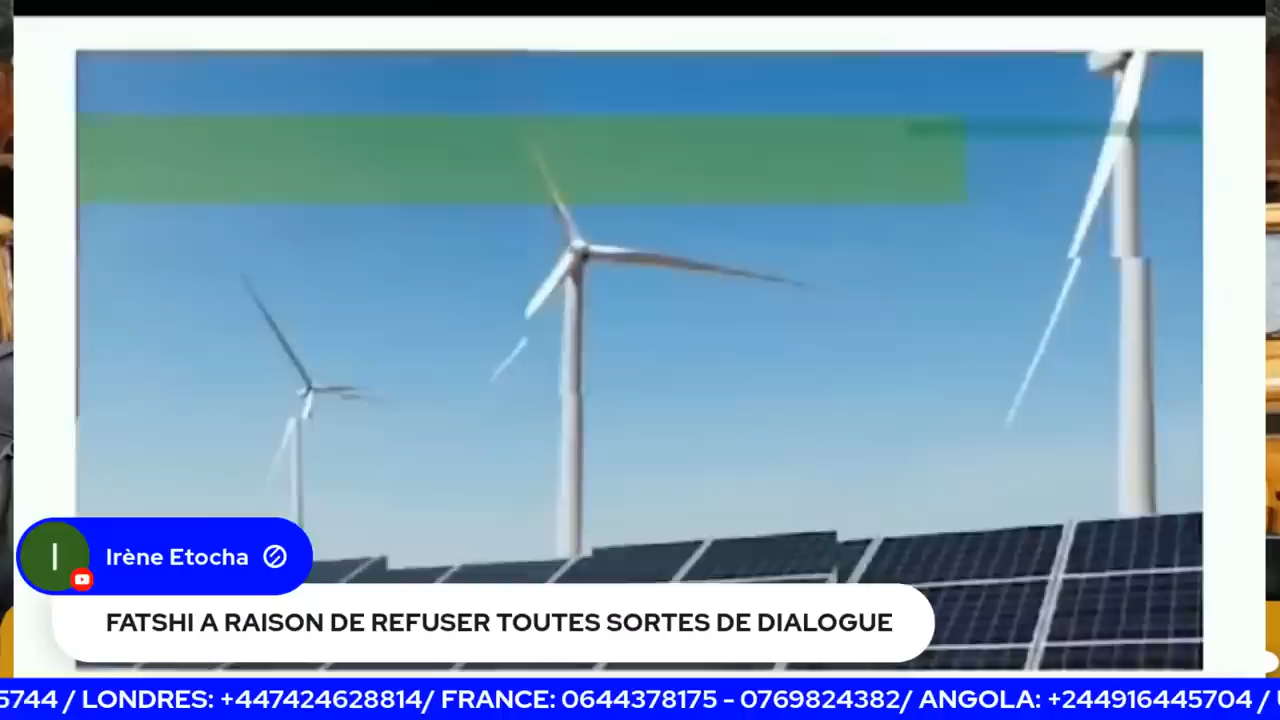 I
Irène Etocha
FATSHI A RAISON DE REFUSER TOUTES SORTES DE DIALOGUE
5744 / LONDRES: +447424628814/ FRANCE: 0644378175 - 0769824382/ ANGOLA: +244916445704 /